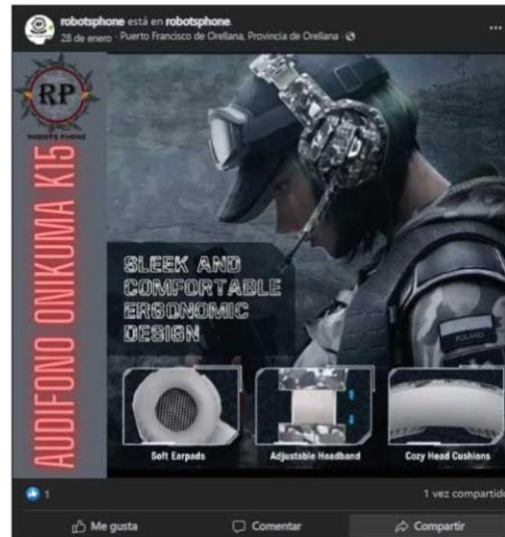 robotsphone está en robotsphone.
28 de enero · Puerto Francisco de Orellana, Provincia de Orellana ·
RP
ROBOTS PHONE
AUDIFONO ONIKUMA K15
SLEEK AND
COMFORTABLE
ERGONOMIC
DESIGN
POLAND
Soft Earpads
Adjustable Headband
Cozy Head Cushions
1
1 vez compartido
Me gusta
Comentar
Compartir